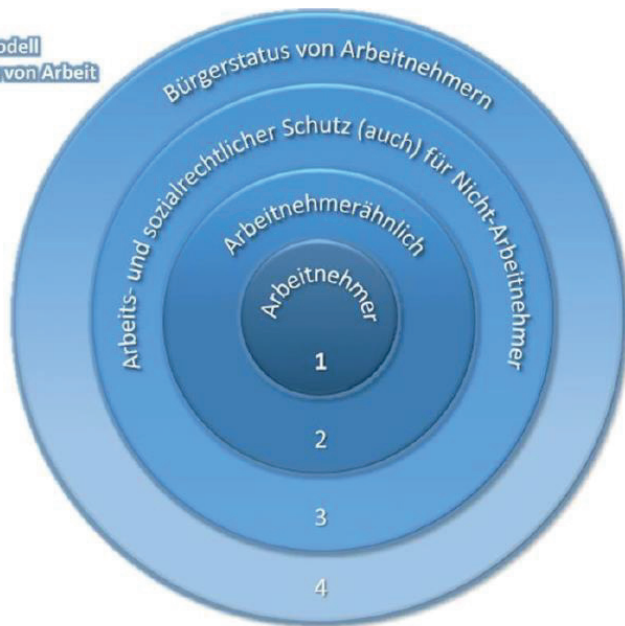 von Arbeit
Bürgerstatus von Arbeitnehmern
Arbeits- und sozialrechtlicher Schutz (auch) für Nicht-Arbeitnehmer
Arbeitnehmerähnlich
Arbeitnehmer
1
2
3
4